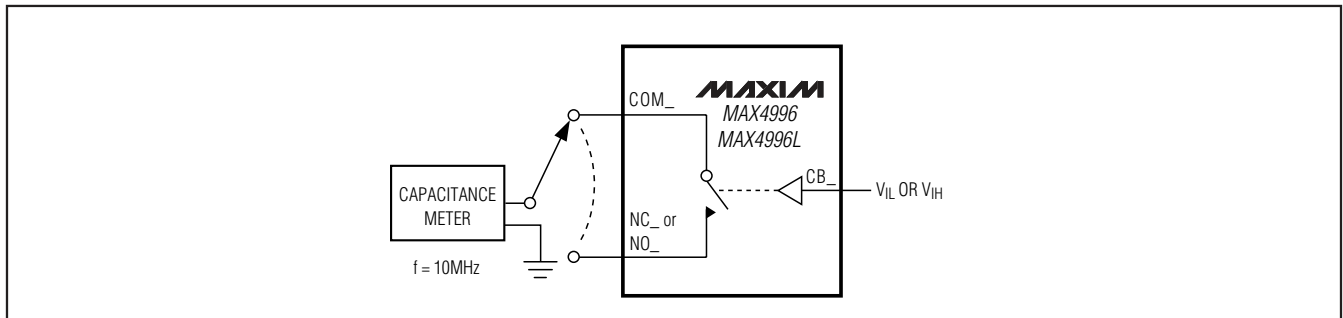 MAXIM
COM_
MAX4996
MAX4996L
CB_
VIL OR VIH
CAPACITANCE
METER
NC_ or
NO_
f = 10MHz